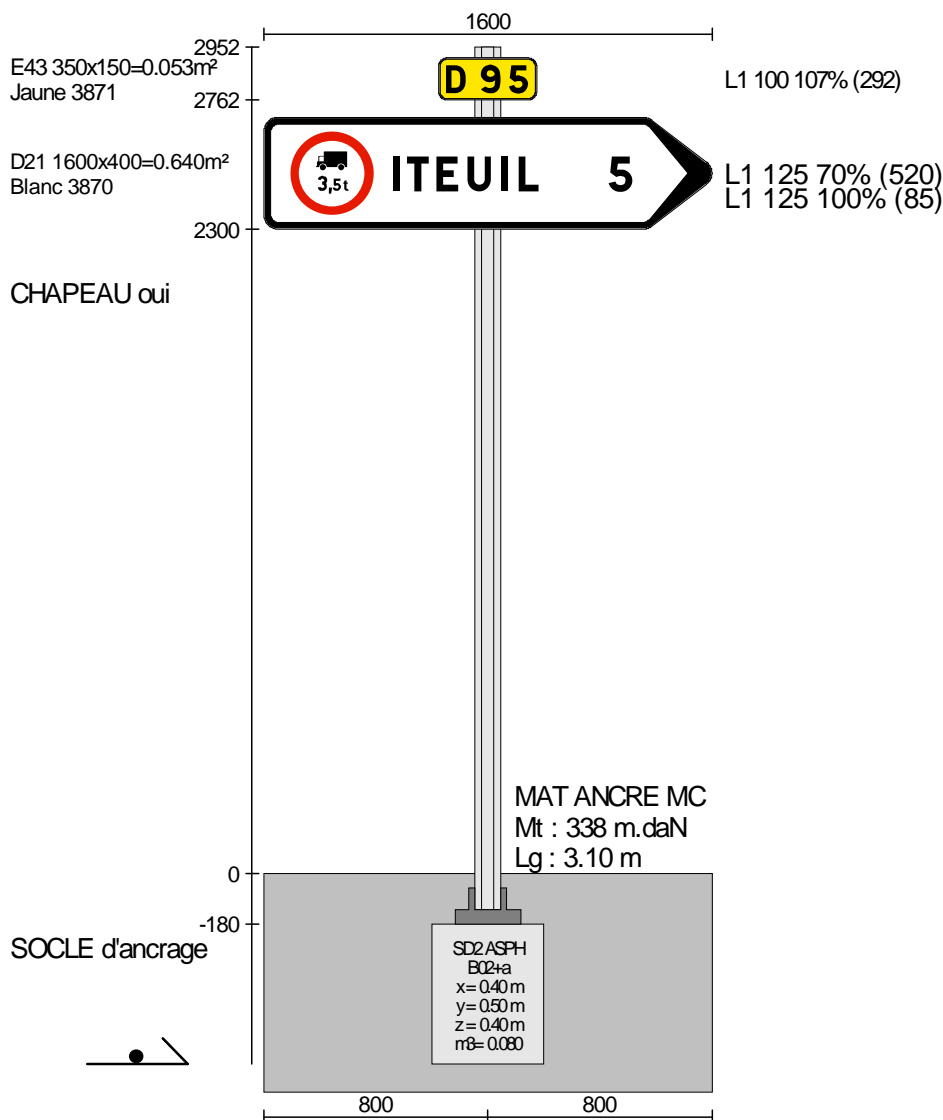 1600
2952
E43 350x150=0.053m²
Jaune 3871
D 95
L1 100 107% (292)
2762
D21 1600x400=0.640m²
Blanc 3870
3,5t
ITEUIL 5
L1 125 70% (520)
L1 125 100% (85)
2300
CHAPEAU oui
MAT ANCRE MC
Mt : 338 m.daN
Lg : 3.10 m
0
-180
SOCLE d'ancrage
SD2 ASPH
B02+a
x= 0.40 m
y= 0.50 m
z= 0.40 m
m3= 0.080
800
800